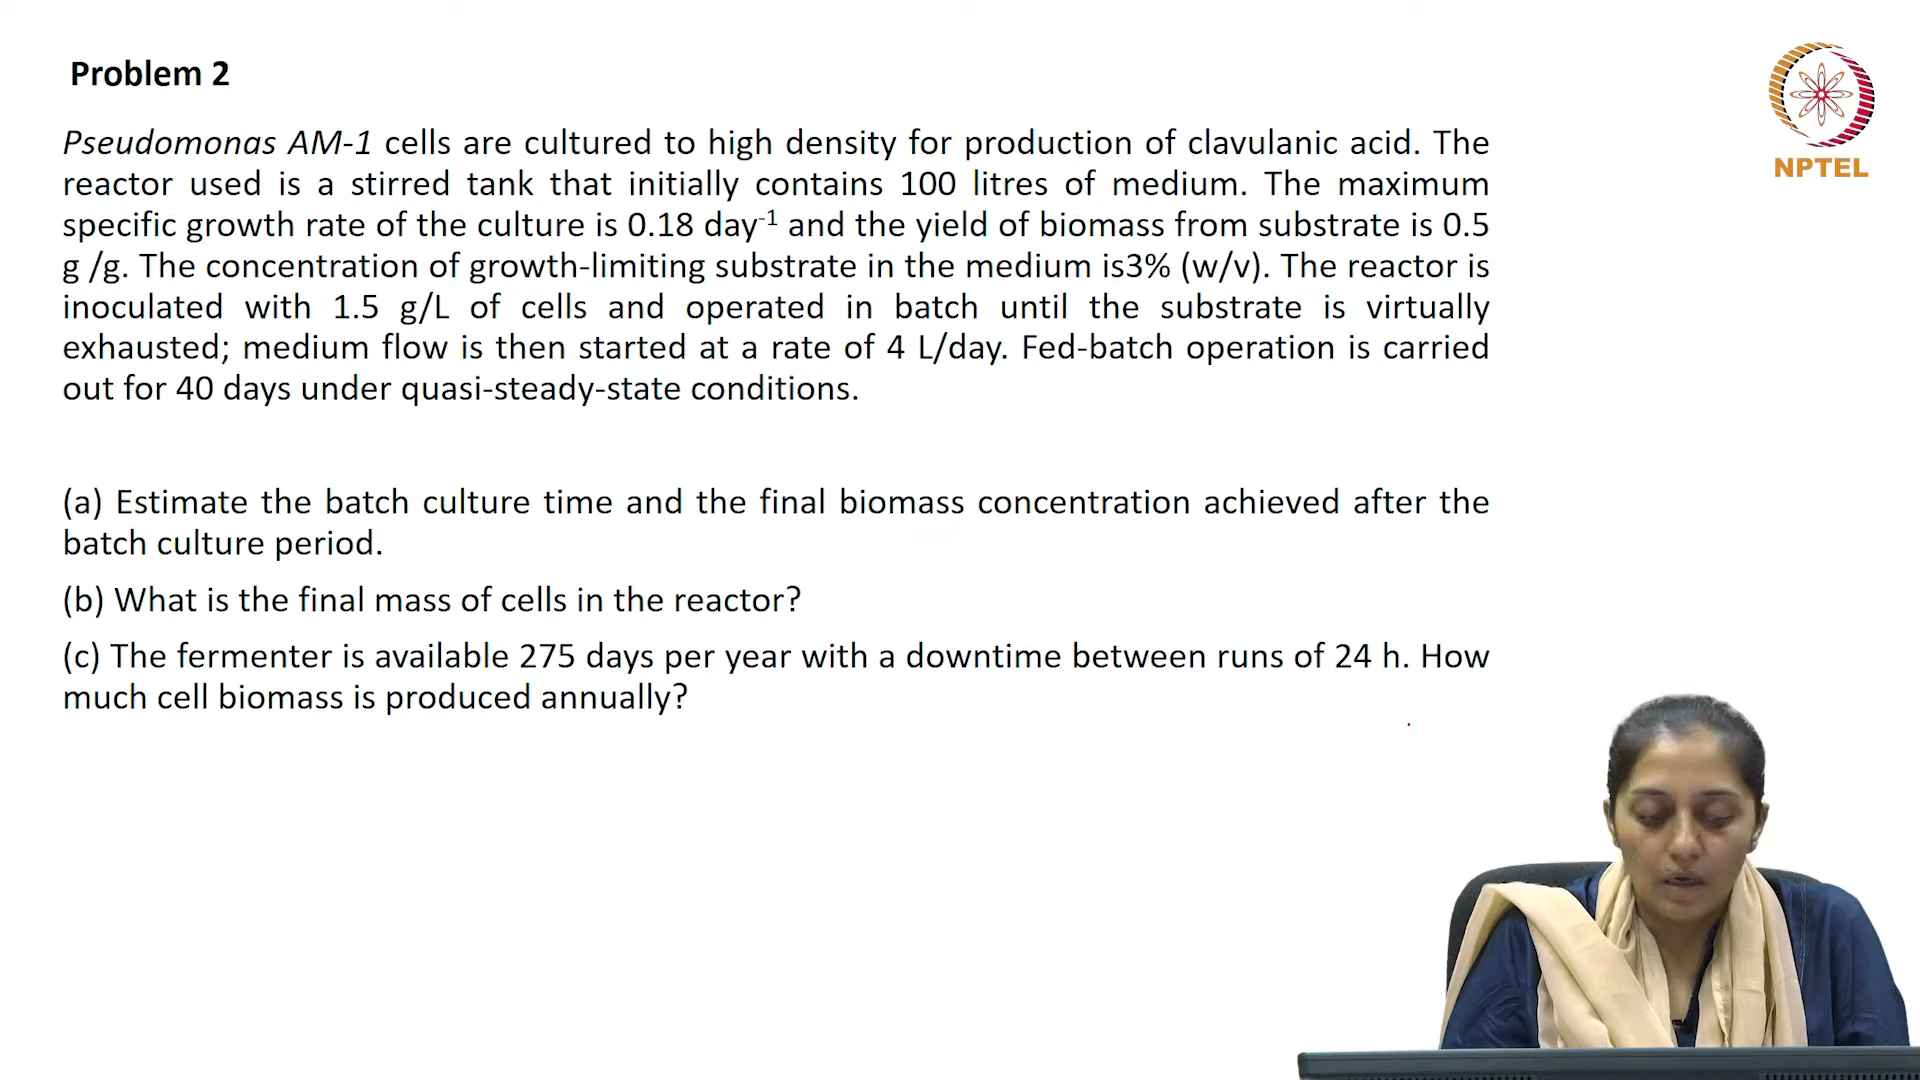 Problem 2
NPTEL
Pseudomonas AM-1 cells are cultured to high density for production of clavulanic acid. The
reactor used is a stirred tank that initially contains 100 litres of medium. The maximum
specific growth rate of the culture is 0.18 day⁻¹ and the yield of biomass from substrate is 0.5
g /g. The concentration of growth-limiting substrate in the medium is3% (w/v). The reactor is
inoculated with 1.5 g/L of cells and operated in batch until the substrate is virtually
exhausted; medium flow is then started at a rate of 4 L/day. Fed-batch operation is carried
out for 40 days under quasi-steady-state conditions.
(a) Estimate the batch culture time and the final biomass concentration achieved after the
batch culture period.
(b) What is the final mass of cells in the reactor?
(c) The fermenter is available 275 days per year with a downtime between runs of 24 h. How
much cell biomass is produced annually?